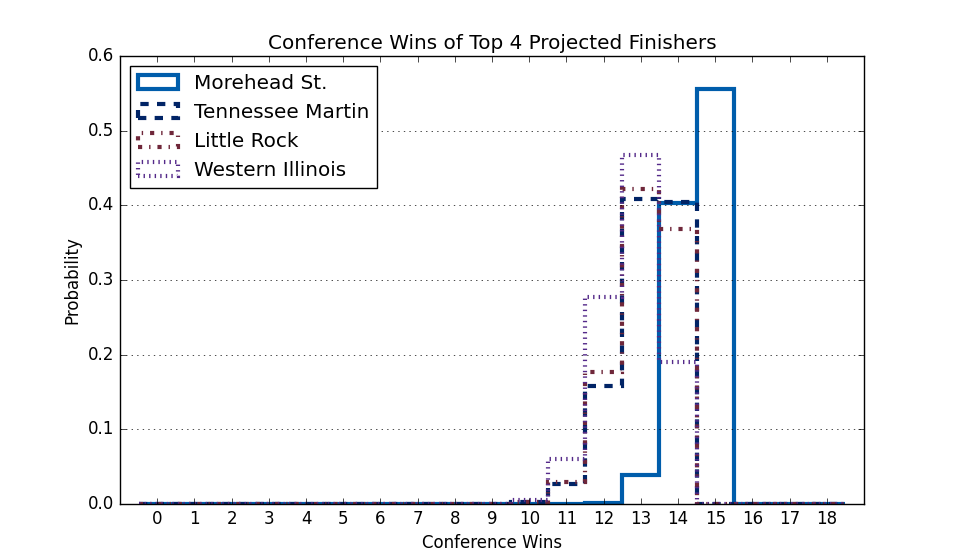 Conference Wins of Top 4 Projected Finishers
0.6
0.5
0.4
0.3
0.2
0.1
0.0
Probability
Morehead St.
Tennessee Martin
Little Rock
Western Illinois
0 1 2 3 4 5 6 7 8 9 10 11 12 13 14 15 16 17 18
Conference Wins